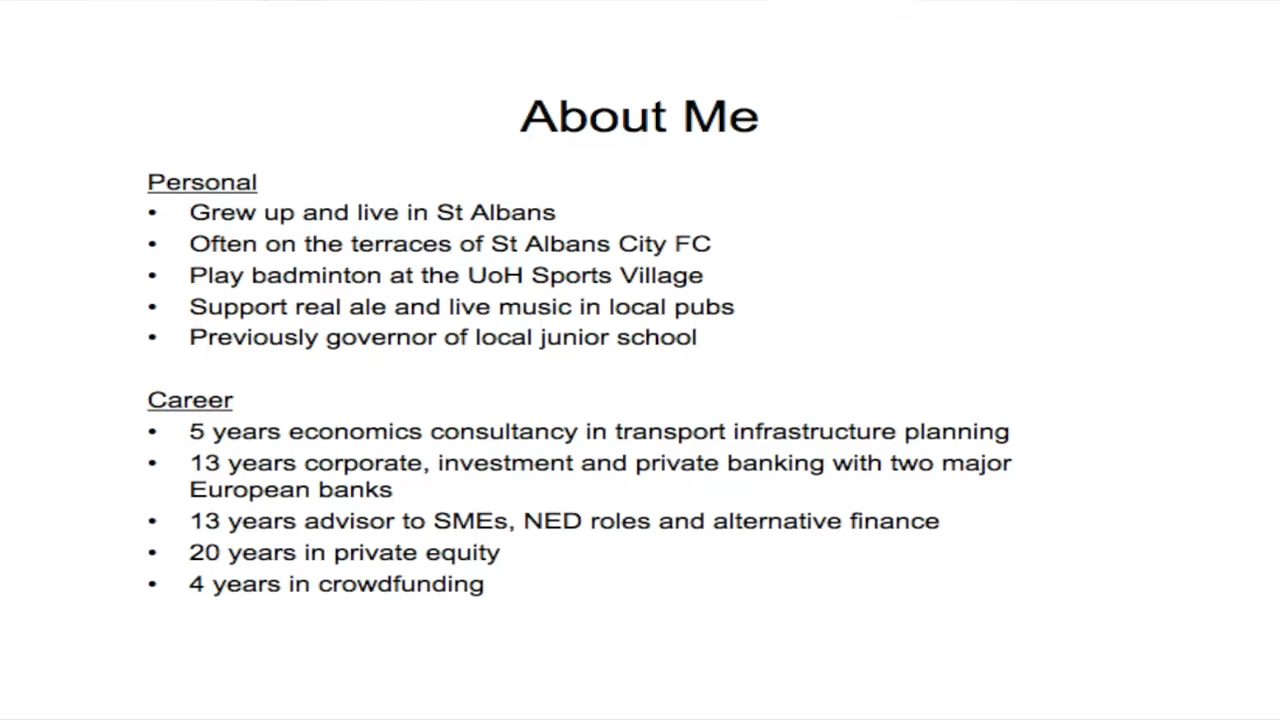 About Me
Personal
• Grew up and live in St Albans
• Often on the terraces of St Albans City FC
• Play badminton at the UoH Sports Village
• Support real ale and live music in local pubs
• Previously governor of local junior school
Career
• 5 years economics consultancy in transport infrastructure planning
• 13 years corporate, investment and private banking with two major
European banks
• 13 years advisor to SMEs, NED roles and alternative finance
• 20 years in private equity
• 4 years in crowdfunding